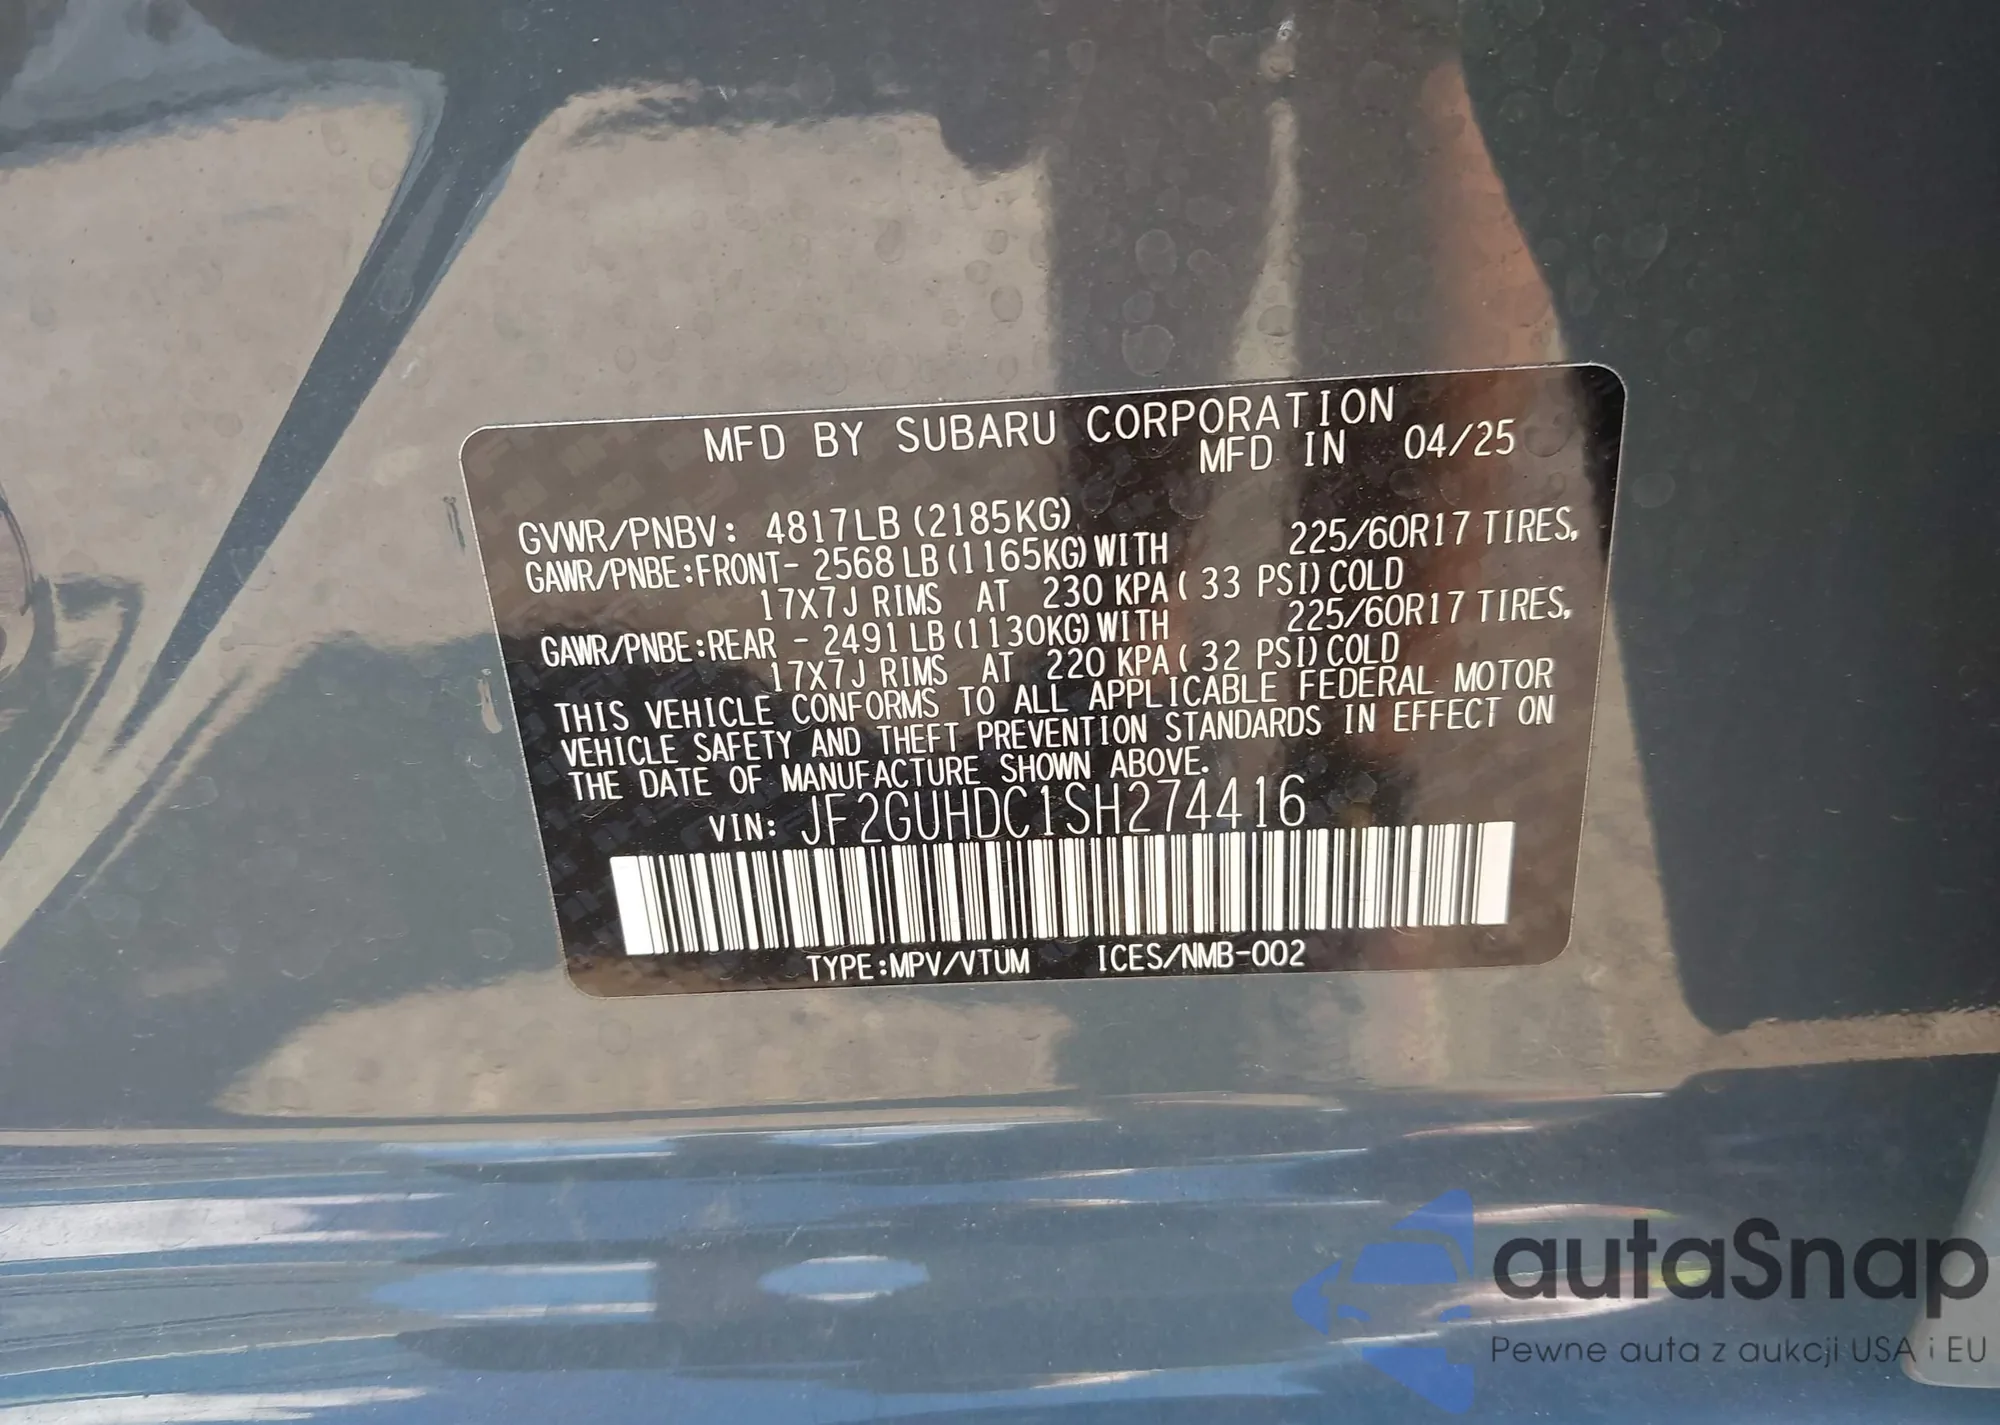 MFD BY SUBARU CORPORATION
MFD IN 04/25
GVWR/PNBV: 4817LB (2185KG)
GAWR/PNBE:FRONT- 2568 LB (1165KG) WITH 225/60R17 TIRES,
17X7J RIMS AT 230 KPA ( 33 PSI) COLD
GAWR/PNBE:REAR - 2491 LB (1130KG) WITH 225/60R17 TIRES,
17X7J RIMS AT 220 KPA ( 32 PSI) COLD
THIS VEHICLE CONFORMS TO ALL APPLICABLE FEDERAL MOTOR
VEHICLE SAFETY AND THEFT PREVENTION STANDARDS IN EFFECT ON
THE DATE OF MANUFACTURE SHOWN ABOVE.
VIN: JF2GUHDC1SH274416
TYPE:MPV/VTUM ICES/NMB-002
autaSnap
Pewne auta z aukcji USA i EU